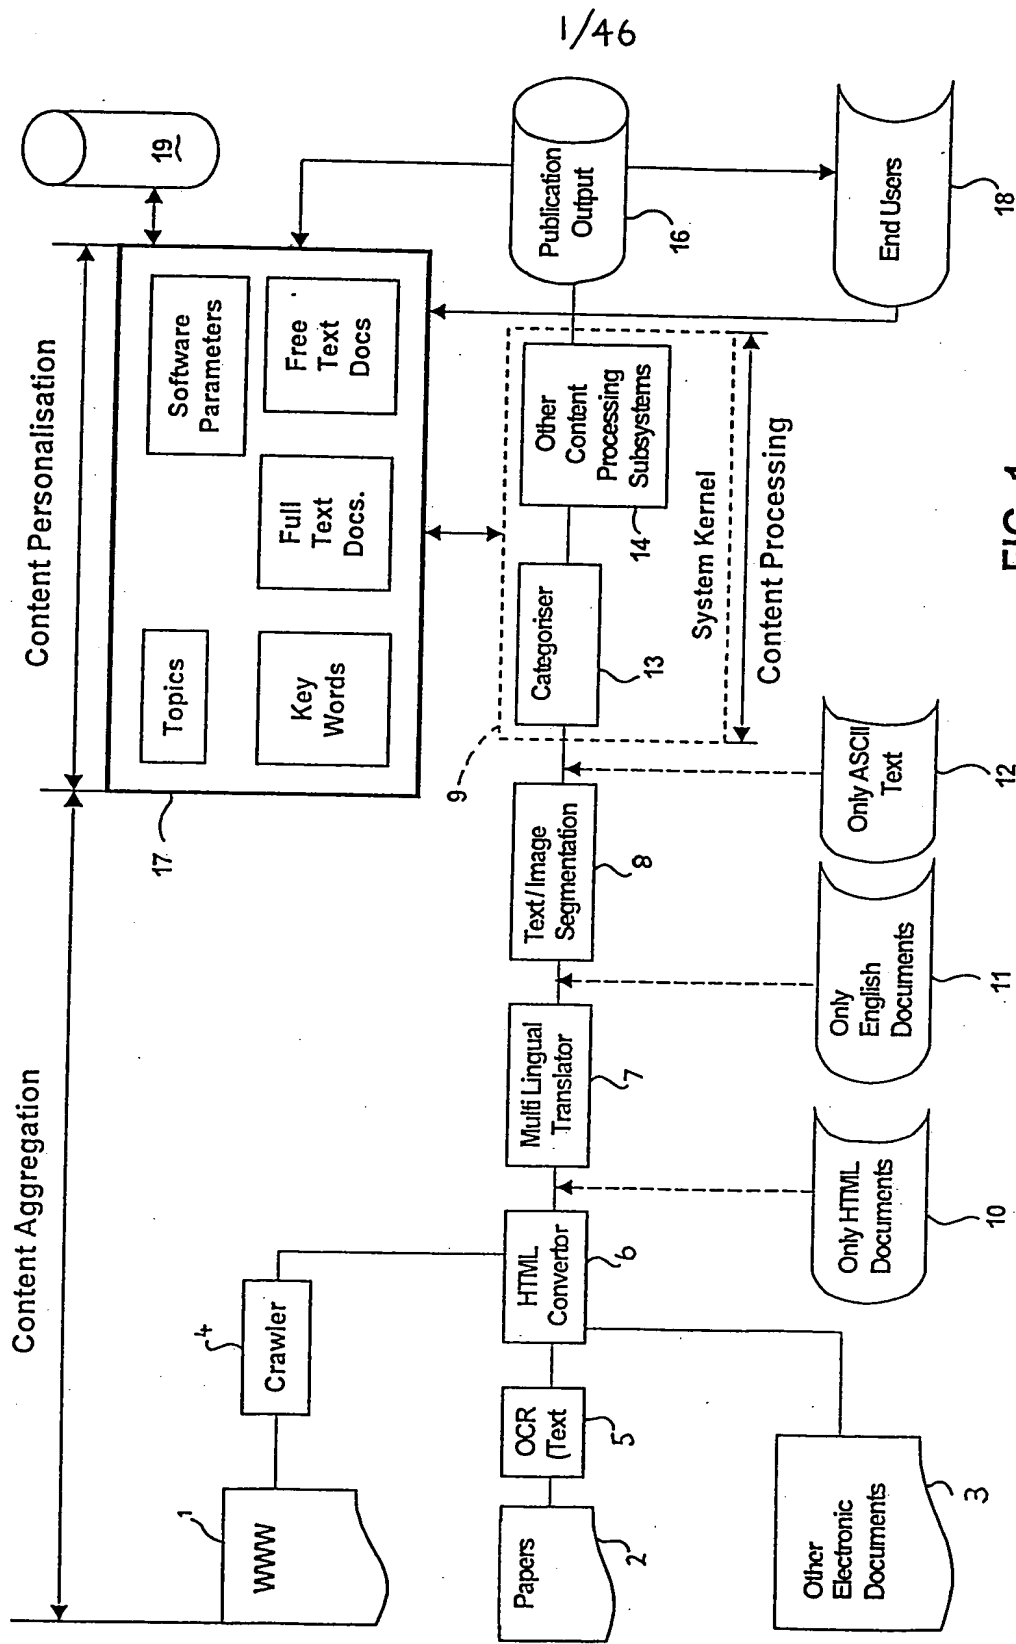 1/46
Content Aggregation
Content Personalisation
1
WWW
4
Crawler
17
Topics
Software
Parameters
Key
Words
Full
Text
Docs.
Free
Text
Docs
19
Papers
2
OCR
(Text
5
HTML
Convertor
6
Multi Lingual
Translator
7
Text/Image
Segmentation
8
9
Categoriser
13
Other
Content
Processing
Subsystems
14
System Kernel
Content Processing
Publication
Output
16
Other
Electronic
Documents
3
Only HTML
Documents
10
Only
English
Documents
11
Only ASCII
Text
12
End Users
18
FIG. 1